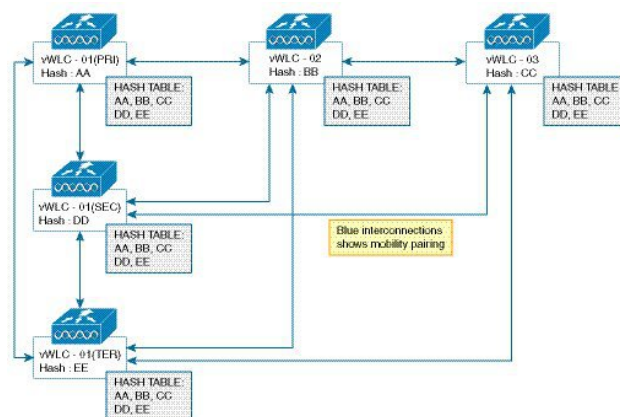 vWLC - 01(PRI)
Hash : AA
HASH TABLE:
AA, BB, CC
DD, EE
vWLC - 02
Hash : BB
HASH TABLE:
AA, BB, CC
DD, EE
vWLC - 03
Hash : CC
HASH TABLE:
AA, BB, CC
DD, EE
vWLC - 01(SEC)
Hash : DD
HASH TABLE:
AA, BB, CC
DD, EE
Blue interconnections
shows mobility pairing
vWLC - 01(TER)
Hash : EE
HASH TABLE:
AA, BB, CC
DD, EE